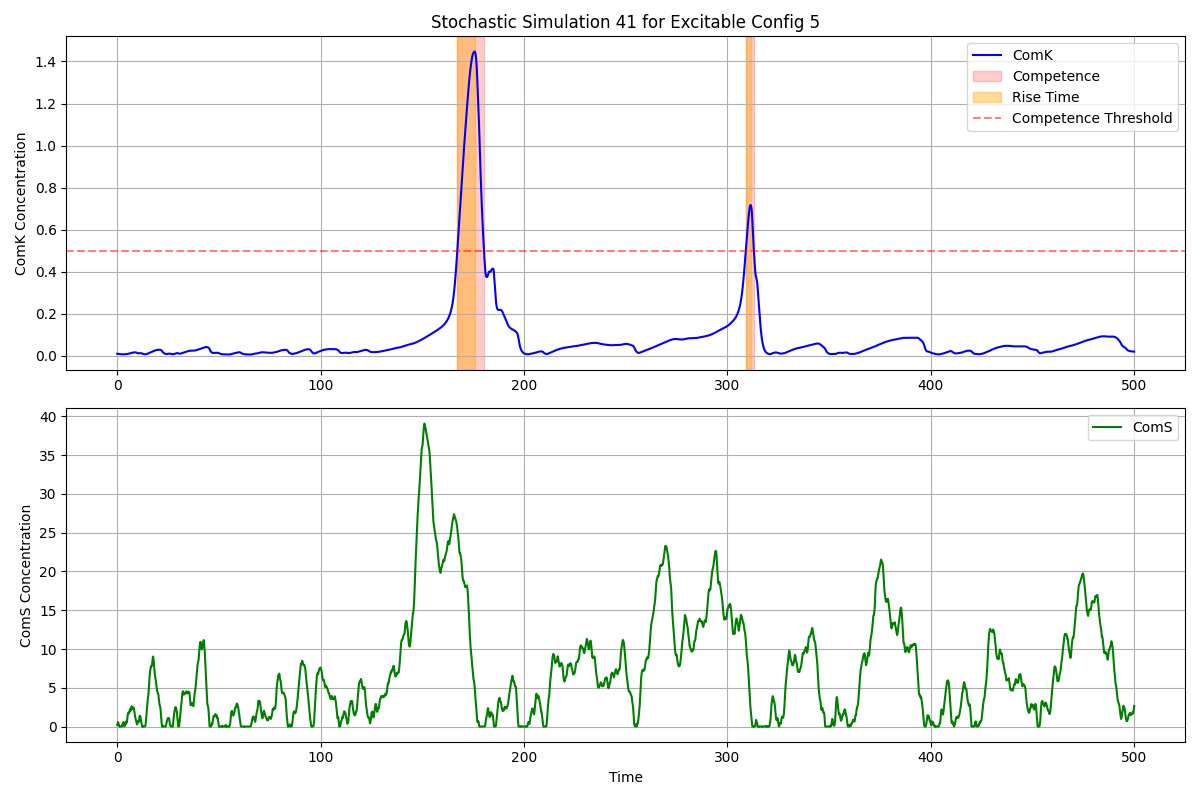 Stochastic Simulation 41 for Excitable Config 5
ComK Concentration
1.4
1.2
1.0
0.8
0.6
0.4
0.2
0.0
ComK
Competence
Rise Time
Competence Threshold
0 100 200 300 400 500
ComS Concentration
40
35
30
25
20
15
10
5
0
ComS
0 100 200 300 400 500
Time